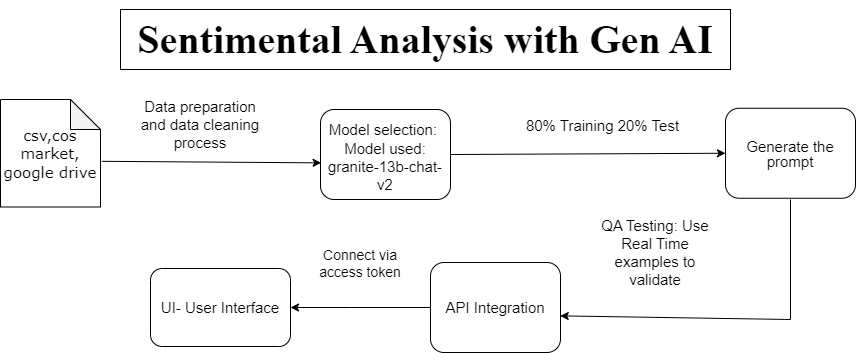 Sentimental Analysis with Gen AI
csv,cos
market,
google drive
Data preparation
and data cleaning
process
Model selection:
Model used:
granite-13b-chat-
v2
80% Training 20% Test
Generate the
prompt
QA Testing: Use
Real Time
examples to
validate
API Integration
Connect via
access token
UI- User Interface